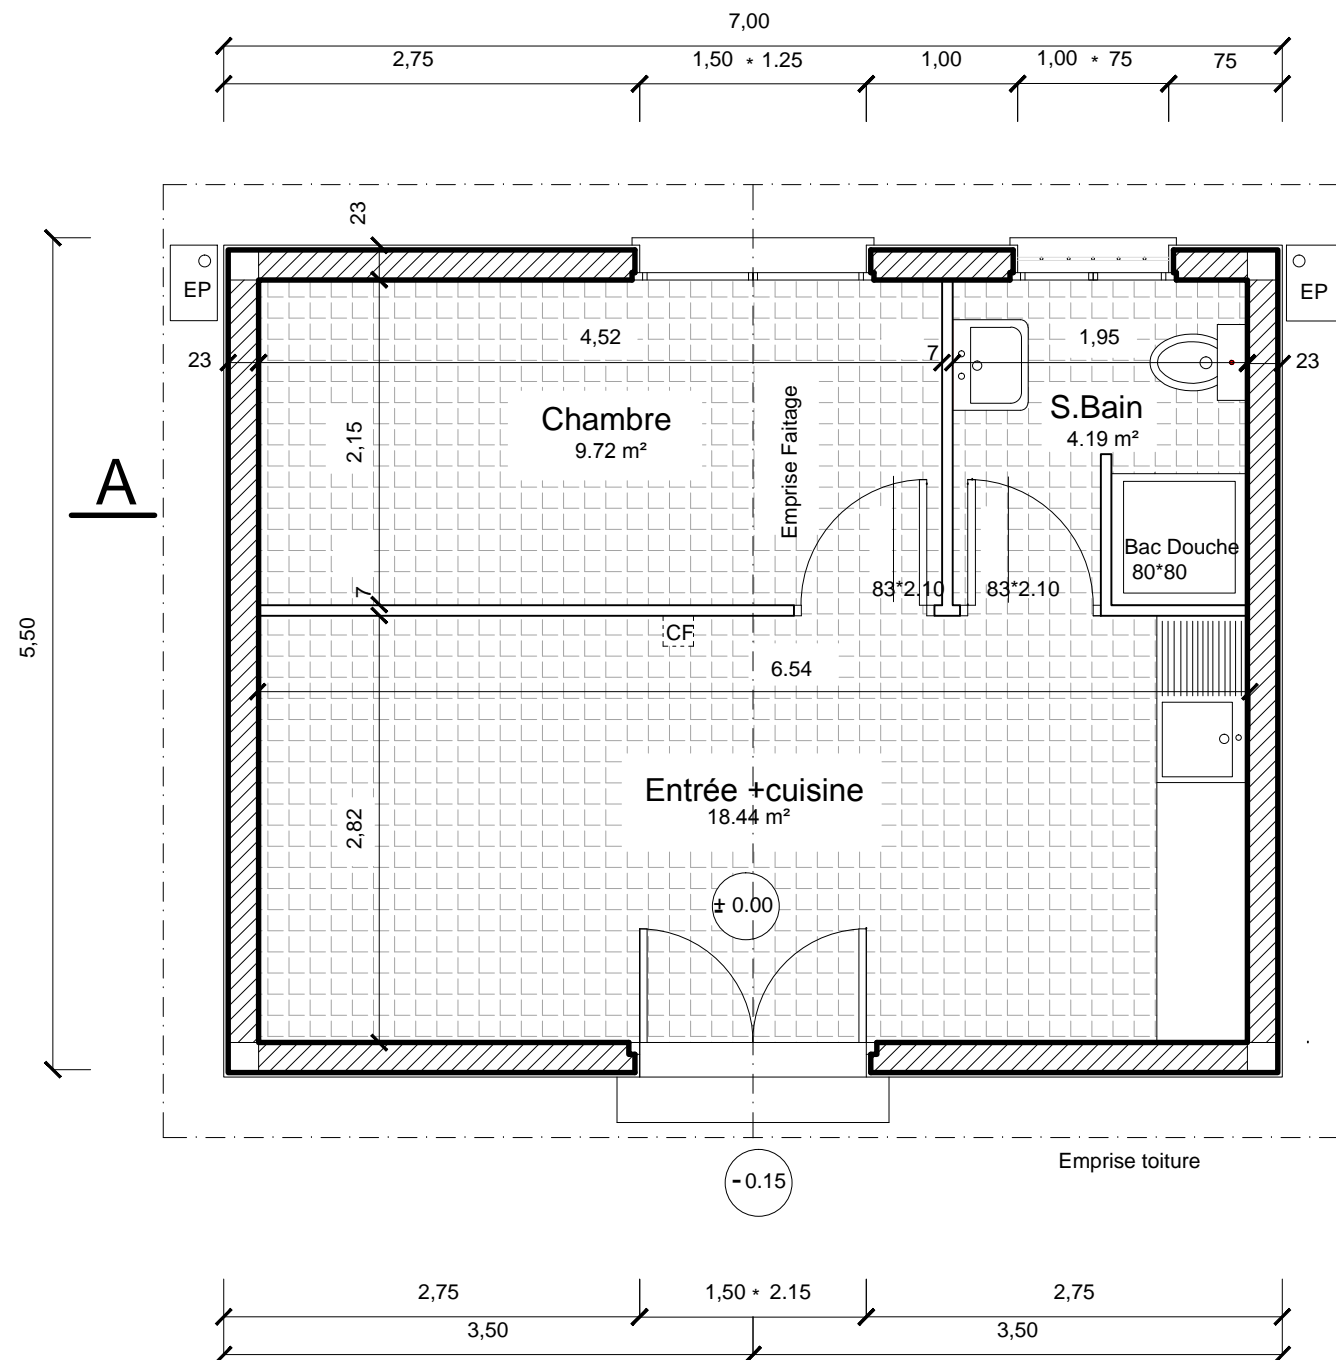 7,00
2,75
1,50 * 1.25
1,00
1,00 * 75
75
23
EP
EP
4,52
1,95
23
7
23
Chambre
9.72 m²
Emprise Faitage
S.Bain
4.19 m²
2,15
A
Bac Douche
80*80
7
83*2.10
83*2.10
CF
5,50
6.54
Entrée +cuisine
18.44 m²
2,82
± 0.00
Emprise toiture
-0.15
2,75
1,50 * 2.15
2,75
3,50
3,50